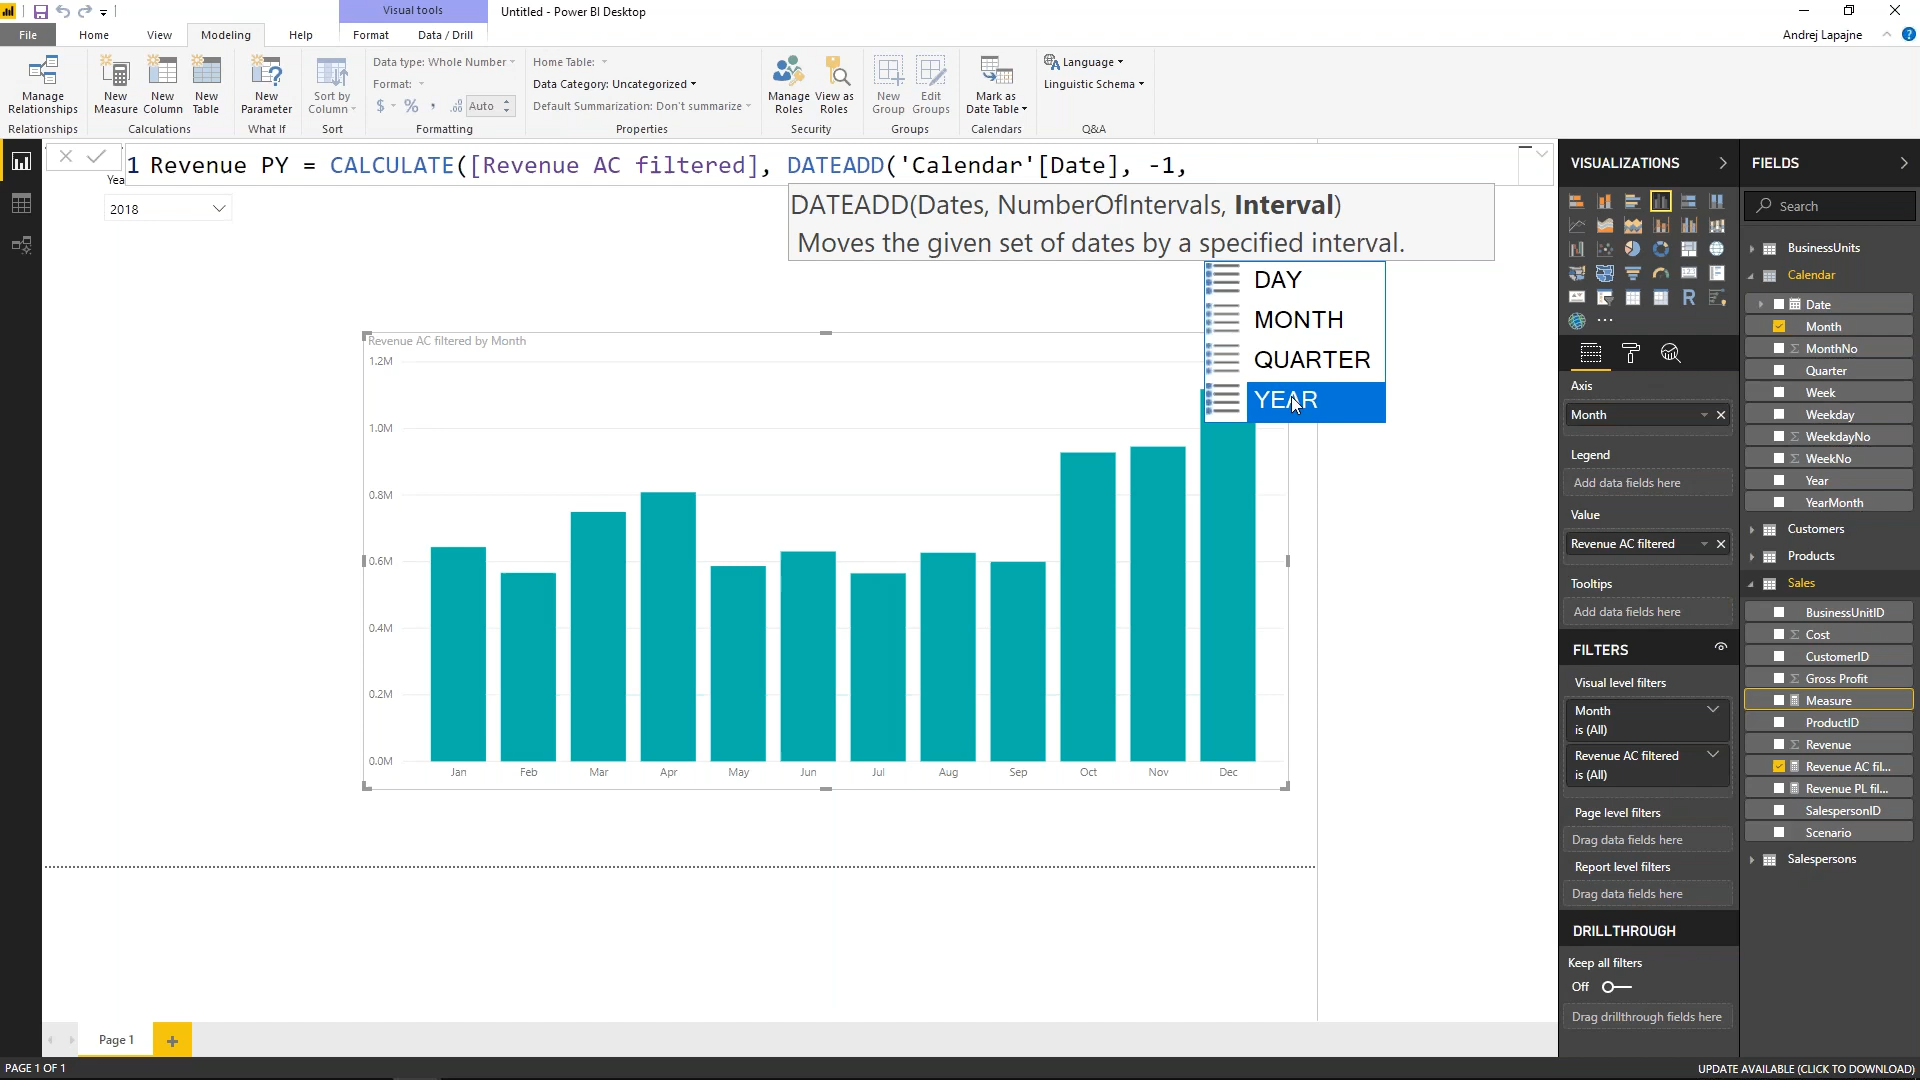 Visual tools
Untitled - Power BI Desktop
File
Home
View
Modeling
Help
Format
Data / Drill
Andrej Lapajne
Manage Relationships
Relationships
New Measure
New Column
New Table
Calculations
New Parameter
What If
Sort by Column
Sort
Data type: Whole Number
Format:
$ % , .00 Auto
Formatting
Home Table:
Data Category: Uncategorized
Default Summarization: Don't summarize
Properties
Manage Roles
View as Roles
Security
New Group
Edit Groups
Groups
Mark as Date Table
Calendars
Language
Linguistic Schema
Q&A
1 Revenue PY = CALCULATE([Revenue AC filtered], DATEADD('Calendar'[Date], -1,
DATEADD(Dates, NumberOfIntervals, Interval)
Moves the given set of dates by a specified interval.
DAY
MONTH
QUARTER
YEAR
Yea
2018
Revenue AC filtered by Month
1.2M
1.0M
0.8M
0.6M
0.4M
0.2M
0.0M
Jan Feb Mar Apr May Jun Jul Aug Sep Oct Nov Dec
VISUALIZATIONS
R
Axis
Month
Legend
Add data fields here
Value
Revenue AC filtered
Tooltips
Add data fields here
FILTERS
Visual level filters
Month
is (All)
Revenue AC filtered
is (All)
Page level filters
Drag data fields here
Report level filters
Drag data fields here
DRILLTHROUGH
Keep all filters
Off
Drag drillthrough fields here
FIELDS
Search
BusinessUnits
Calendar
Date
Month
MonthNo
Quarter
Week
Weekday
WeekdayNo
WeekNo
Year
YearMonth
Customers
Products
Sales
BusinessUnitID
Cost
CustomerID
Gross Profit
Measure
ProductID
Revenue
Revenue AC fil...
Revenue PL fil...
SalespersonID
Scenario
Salespersons
Page 1
PAGE 1 OF 1
UPDATE AVAILABLE (CLICK TO DOWNLOAD)